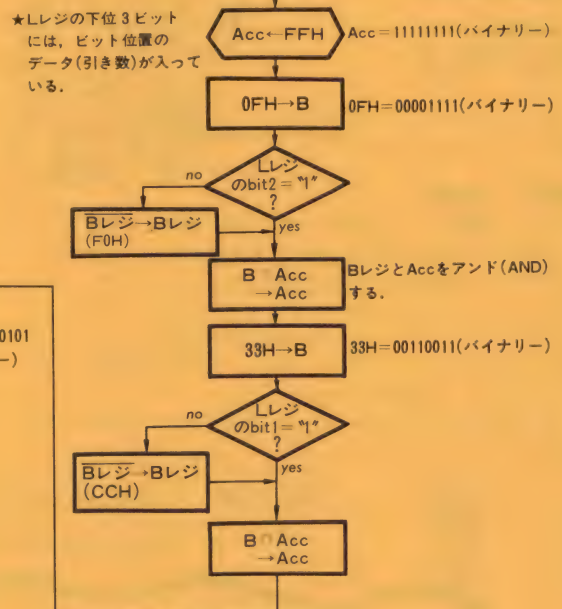 ★Lレジの下位3ビット
には，ビット位置の
データ(引き数)が入って
いる．
Acc←FFH
Acc=11111111(バイナリー)
0FH→B
0FH=00001111(バイナリー)
Lレジ
のbit2="1"
?
no
yes
Bレジ→Bレジ
(F0H)
B Acc
→Acc
BレジとAccをアンド(AND)
する．
0101
ー)
33H→B
33H=00110011(バイナリー)
Lレジ
のbit1="1"
?
no
yes
Bレジ→Bレジ
(CCH)
B∩Acc
→Acc